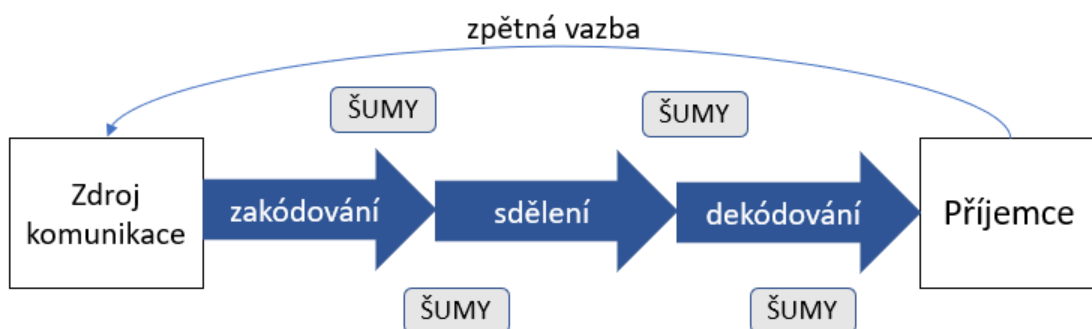 zpětná vazba
ŠUMY
ŠUMY
Zdroj
komunikace
zakódování
sdělení
dekódování
Příjemce
ŠUMY
ŠUMY